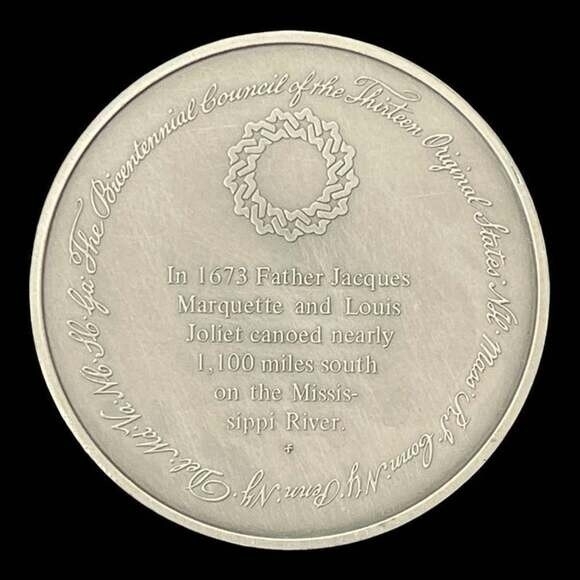 The Bicentennial Council of the Thirteen Original States · NH · Mass · R.I. · Conn · N.Y. · Penn · N.J. · Del · Md · Va · N.C. · S.C. · Ga ·
In 1673 Father Jacques
Marquette and Louis
Joliet canoed nearly
1,100 miles south
on the Missis-
sippi River.